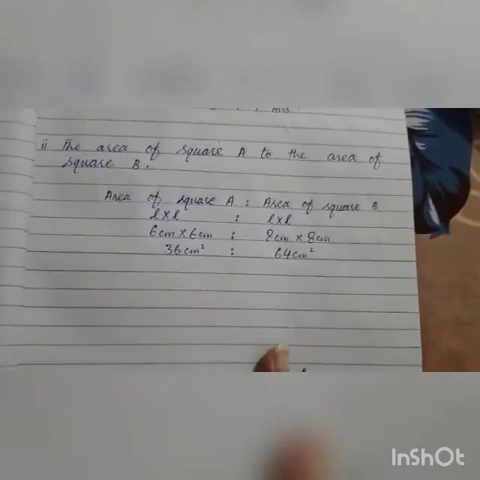 ii The area of square A to the area of
square B.
Area of square A : Area of square B
l×l : l×l
6cm×6cm : 8cm×8cm
36cm² : 64cm²
InShOt